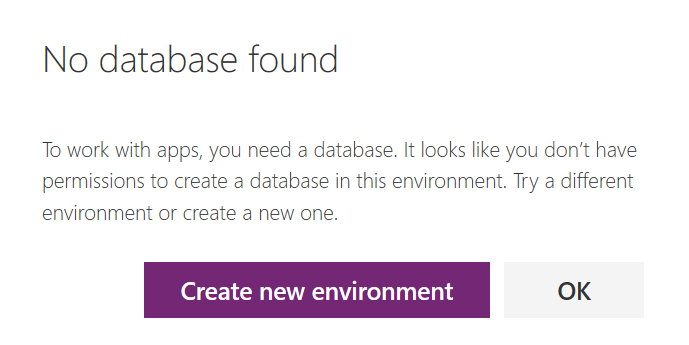 No database found
To work with apps, you need a database. It looks like you don’t have
permissions to create a database in this environment. Try a different
environment or create a new one.
Create new environment
OK